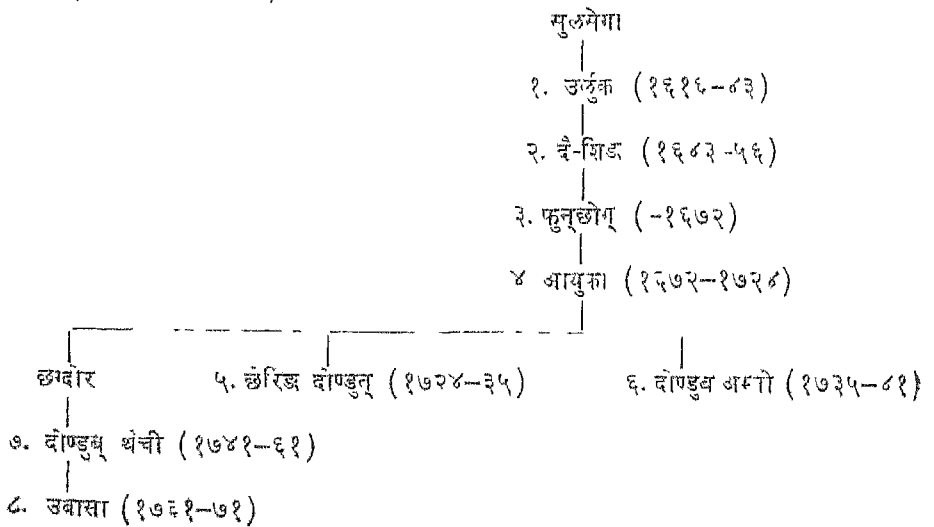 सुलमेगा
१. उर्लुक (१६१६-४३)
२. दै-शिङ (१६४३-५६)
३. फुन्छोग् (-१६७२)
४ आयुका (१६७२-१७२४)
छग्दोर ५. छेरिङ दोण्डुत् (१७२४-३५) ६. दोण्डुब (१७३५-४१)
७. दोण्डुब् थेची (१७४१-६१)
८. उबासा (१७६१-७१)